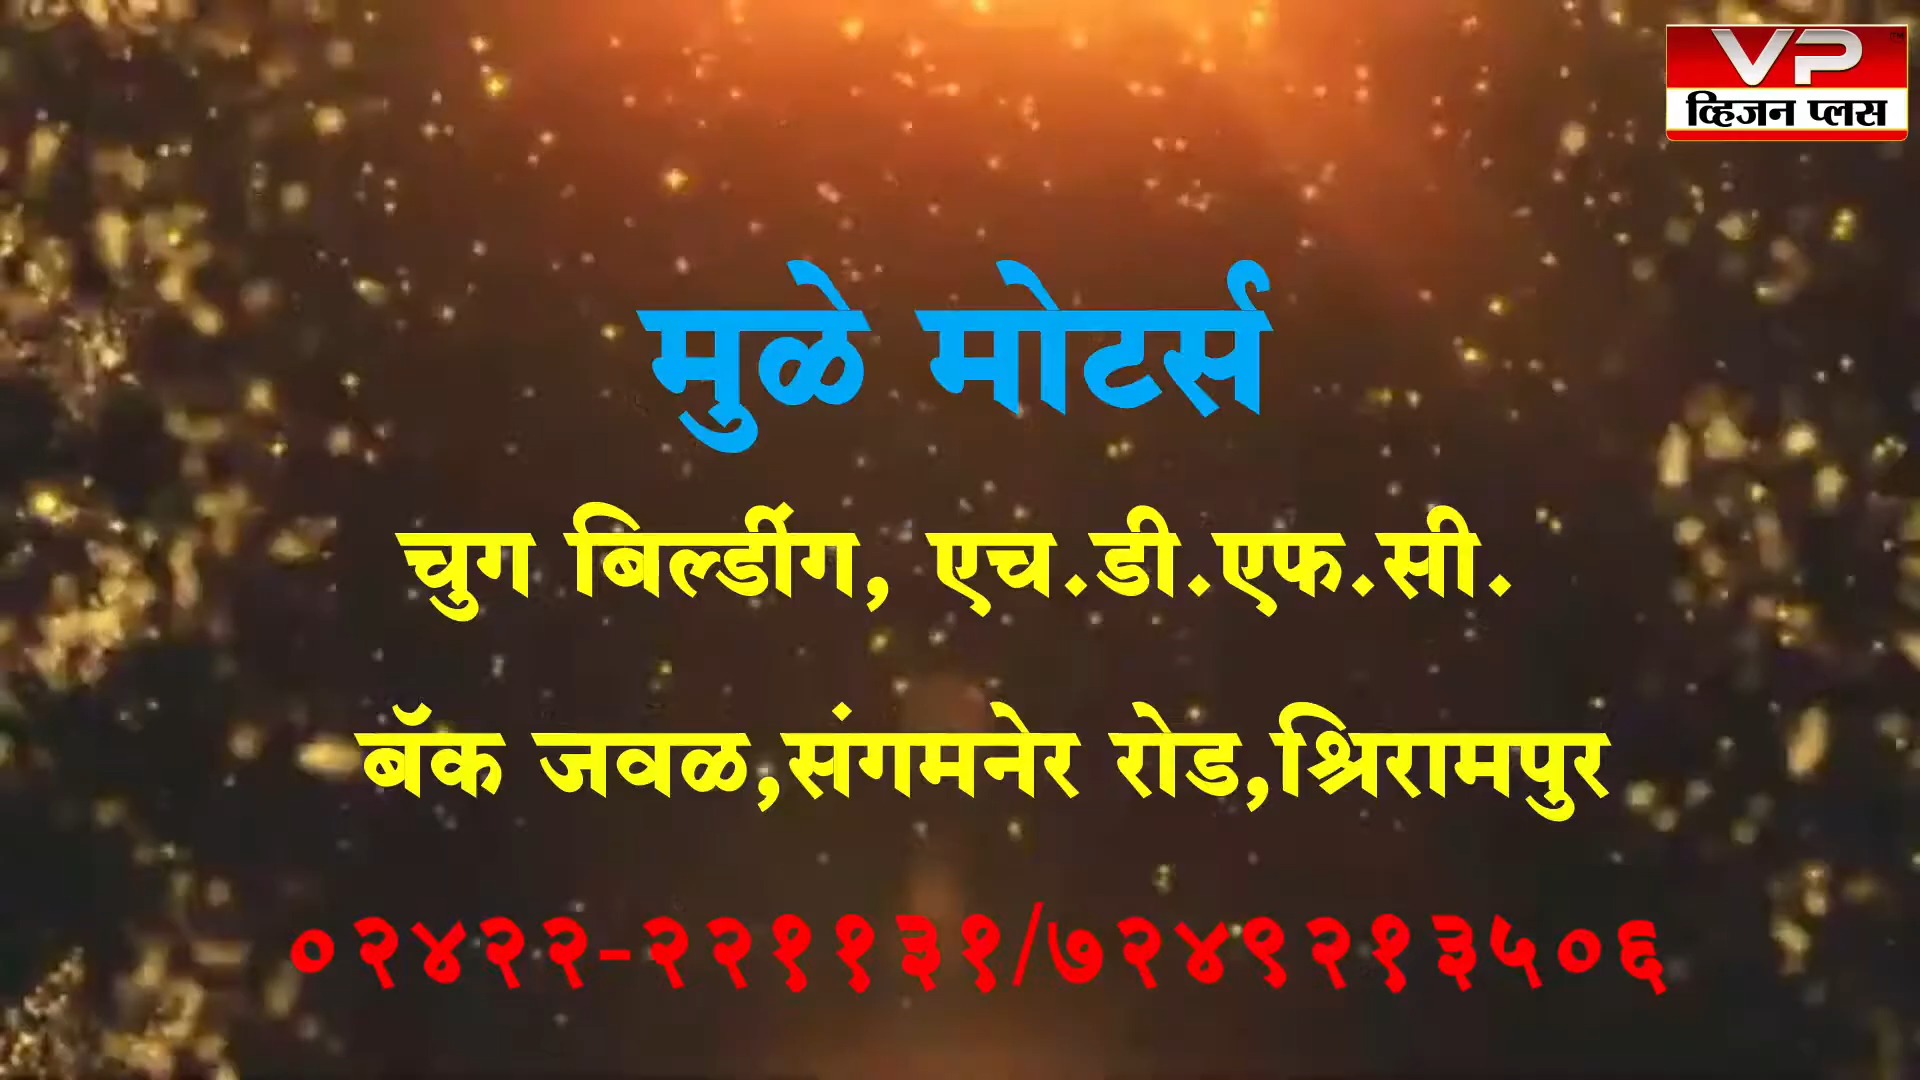 VP
व्हिजन प्लस
मुळे मोटर्स
चुग बिल्डींग, एच.डी.एफ.सी.
बॅक जवळ,संगमनेर रोड,श्रिरामपुर
०२४२२-२२११३१/७२४९२१३५०६